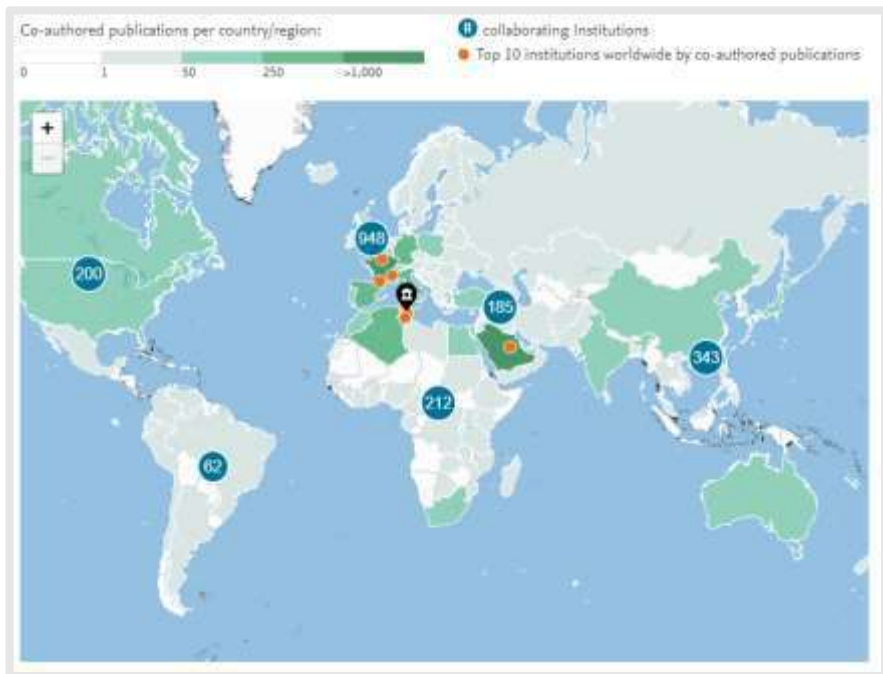 Co-authored publications per country/region:
0 1 50 250 >1,000
collaborating Institutions
Top 10 institutions worldwide by co-authored publications
+
−
948
200
185
343
212
62